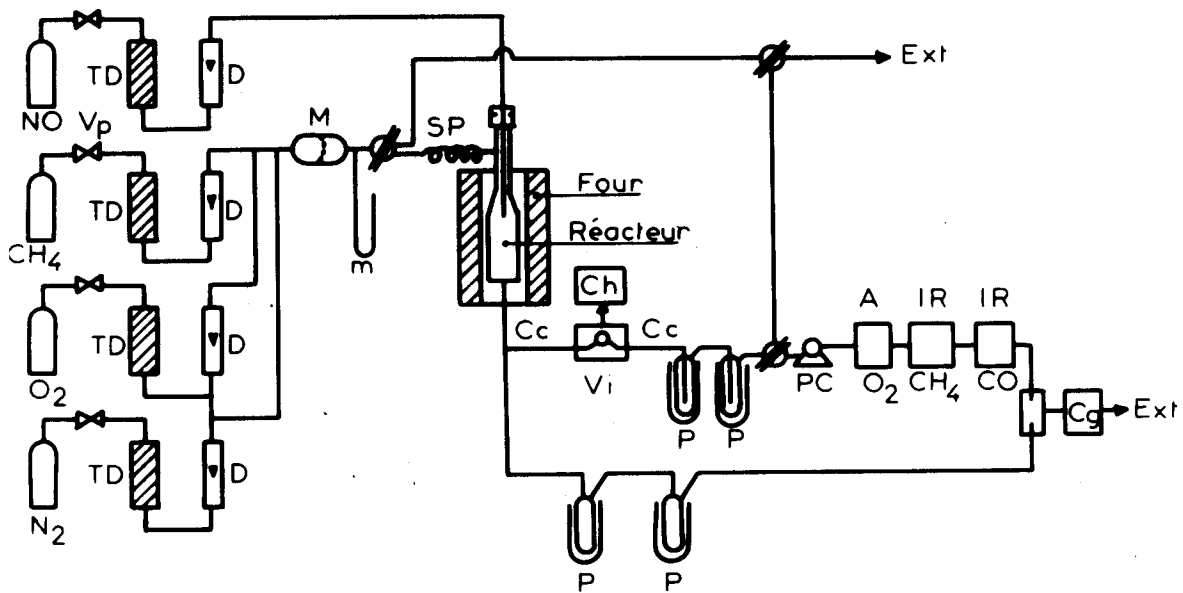 TD
D
NO
Ext
Vp
M
SP
TD
D
CH4
m
Four
Réacteur
Ch
TD
D
O2
Cc
Cc
Vi
A
IR
IR
PC
O2
CH4
CO
P
P
Cg
Ext
TD
D
N2
P
P